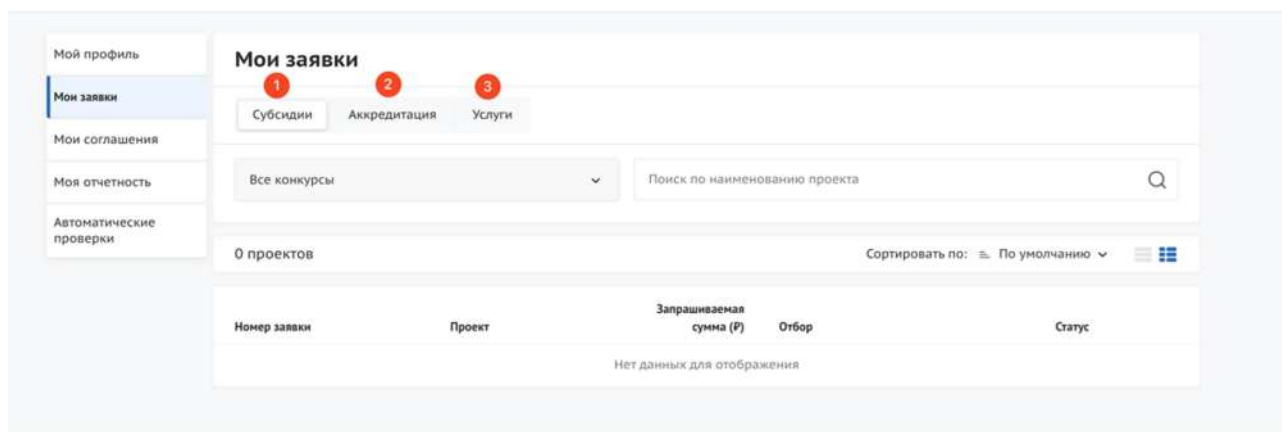 Мой профиль
Мои заявки
Мои соглашения
Моя отчетность
Автоматические
проверки
Мои заявки
1 2 3
Субсидии Аккредитация Услуги
Все конкурсы Поиск по наименованию проекта
0 проектов Сортировать по: По умолчанию
Запрашиваемая
Номер заявки Проект сумма (₽) Отбор Статус
Нет данных для отображения